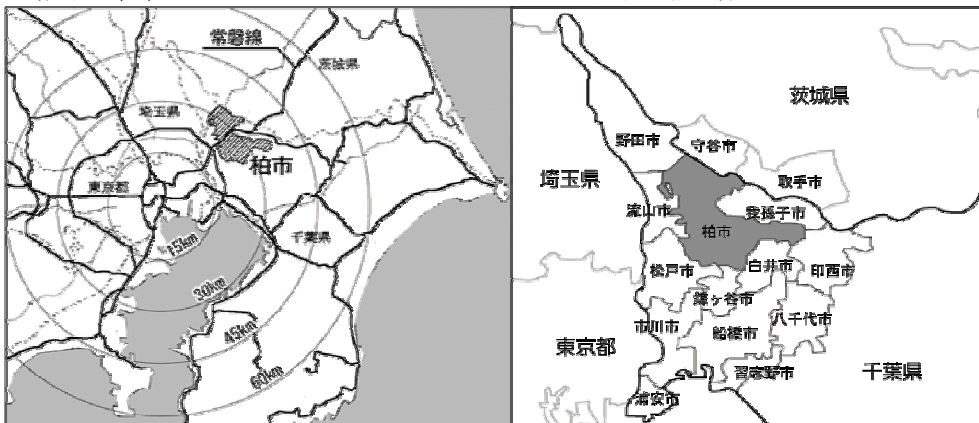 常磐線
茨城県
埼玉県
柏市
東京都
千葉県
15km
30km
45km
60km
茨城県
野田市
守谷市
埼玉県
取手市
流山市
我孫子市
柏市
松戸市
白井市
印西市
鎌ヶ谷市
市川市
船橋市
八千代市
東京都
習志野市
千葉県
浦安市